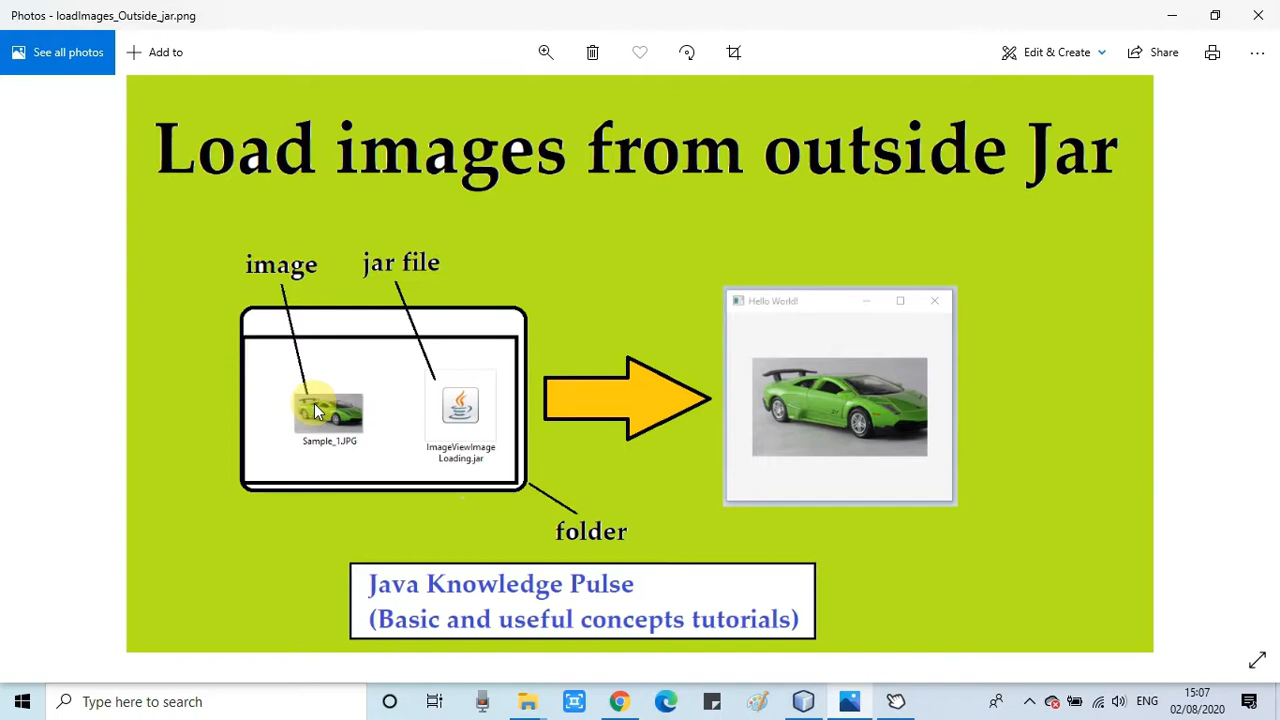 Photos - loadImages_Outside_jar.png
See all photos
Add to
Edit & Create
Share
Load images from outside Jar
image
jar file
Hello World!
Sample_1.JPG
ImageViewImage
Loading.jar
folder
Java Knowledge Pulse
(Basic and useful concepts tutorials)
Type here to search
ENG
15:07
02/08/2020